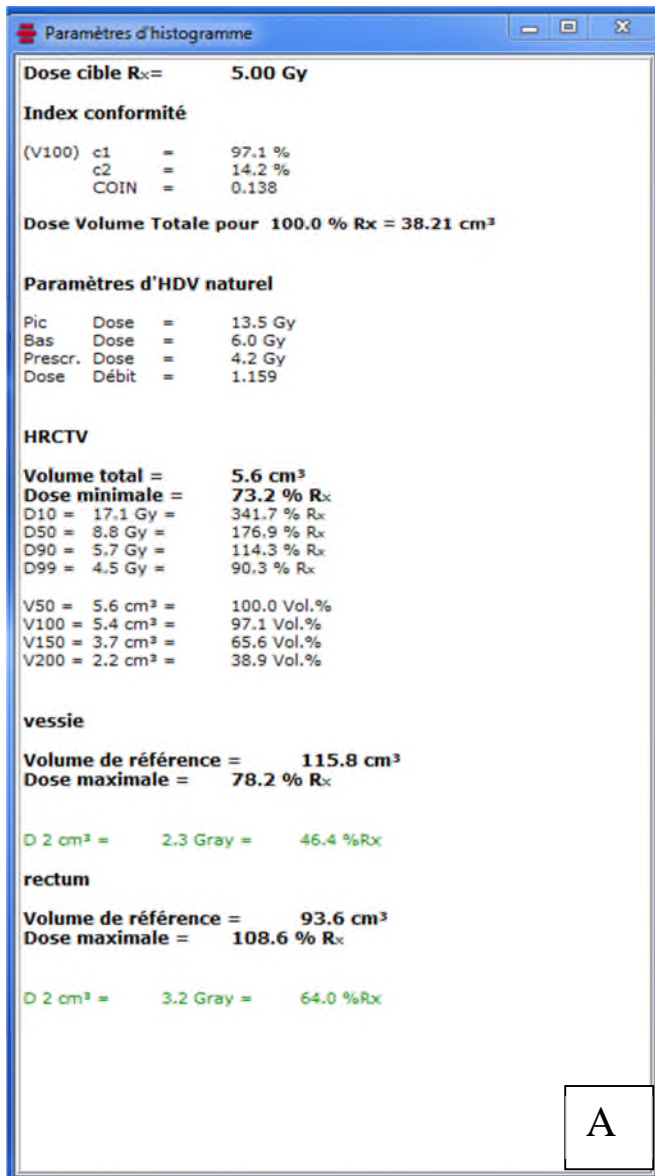 Paramètres d'histogramme
Dose cible Rx= 5.00 Gy
Index conformité
(V100) c1 = 97.1 %
c2 = 14.2 %
COIN = 0.138
Dose Volume Totale pour 100.0 % Rx = 38.21 cm³
Paramètres d'HDV naturel
Pic Dose = 13.5 Gy
Bas Dose = 6.0 Gy
Prescr. Dose = 4.2 Gy
Dose Débit = 1.159
HRCTV
Volume total = 5.6 cm³
Dose minimale = 73.2 % Rx
D10 = 17.1 Gy = 341.7 % Rx
D50 = 8.8 Gy = 176.9 % Rx
D90 = 5.7 Gy = 114.3 % Rx
D99 = 4.5 Gy = 90.3 % Rx
V50 = 5.6 cm³ = 100.0 Vol.%
V100 = 5.4 cm³ = 97.1 Vol.%
V150 = 3.7 cm³ = 65.6 Vol.%
V200 = 2.2 cm³ = 38.9 Vol.%
vessie
Volume de référence = 115.8 cm³
Dose maximale = 78.2 % Rx
D 2 cm³ = 2.3 Gray = 46.4 %Rx
rectum
Volume de référence = 93.6 cm³
Dose maximale = 108.6 % Rx
D 2 cm³ = 3.2 Gray = 64.0 %Rx
A